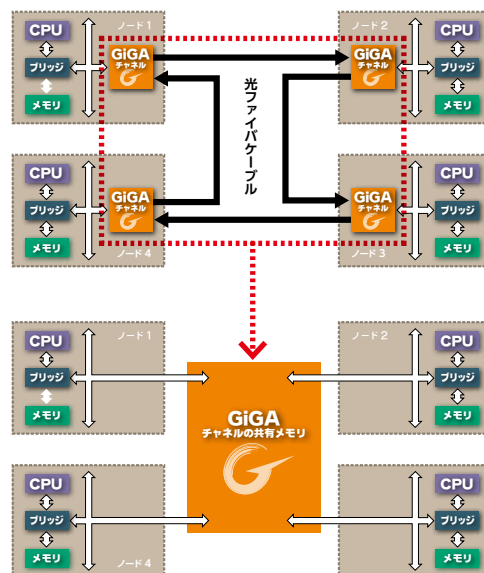 ノード1
CPU
ブリッジ
メモリ
GiGA
チャネル
ノード2
GiGA
チャネル
CPU
ブリッジ
メモリ
光ファイバケーブル
CPU
ブリッジ
メモリ
GiGA
チャネル
ノード4
GiGA
チャネル
CPU
ブリッジ
メモリ
ノード3
ノード1
CPU
ブリッジ
メモリ
ノード2
CPU
ブリッジ
メモリ
GiGA
チャネルの共有メモリ
CPU
ブリッジ
メモリ
ノード4
CPU
ブリッジ
メモリ